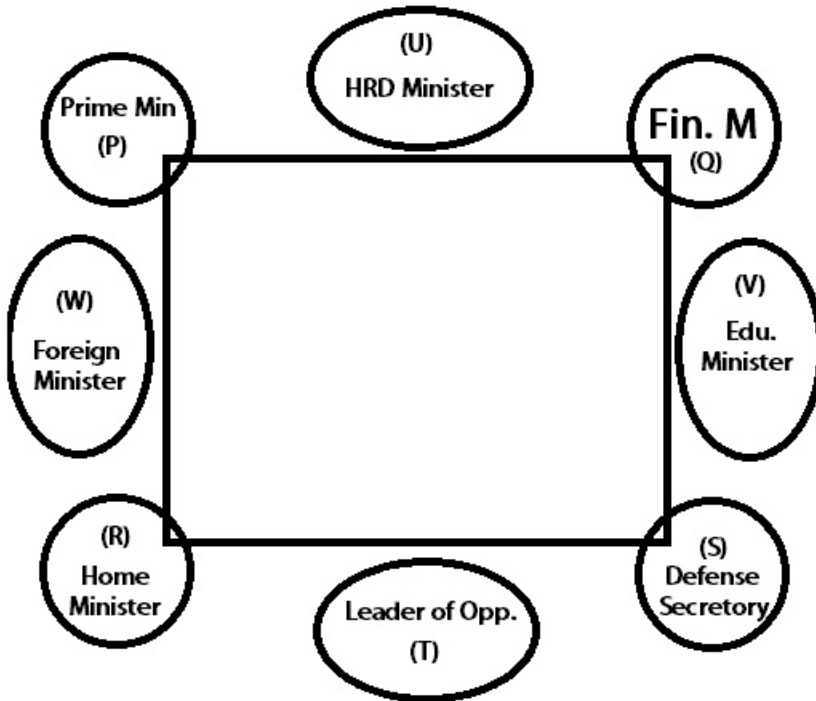 (U)
HRD Minister
Prime Min
(P)
Fin. M
(Q)
(W)
Foreign
Minister
(V)
Edu.
Minister
(R)
Home
Minister
(S)
Defense
Secretory
Leader of Opp.
(T)